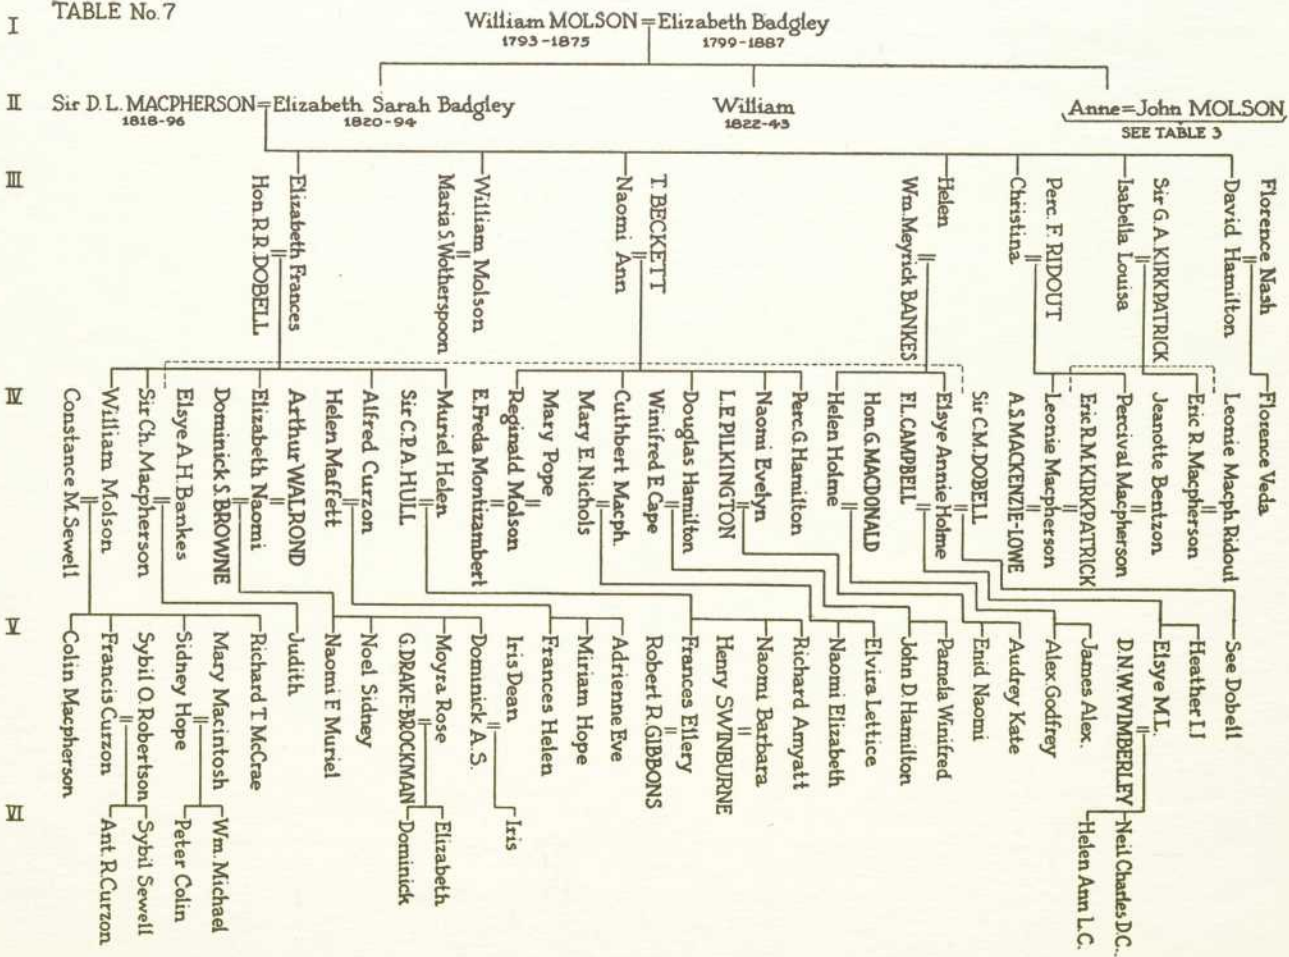 TABLE No. 7
I
William MOLSON = Elizabeth Badgley
1793-1875 1799-1887
II
Sir D. L. MACPHERSON = Elizabeth Sarah Badgley
1818-96 1820-94
William
1822-43
Anne = John MOLSON
SEE TABLE 3
III
Hon. R.R. DOBELL
Elizabeth Frances
Maria S. Wotherspoon
William Molson
Naomi Ann
T. BECKETT
Wm. Meyrick BANKES
Helen
Christina
Perc. F. RIDOUT
Isabella Louisa
Sir G. A. KIRKPATRICK
David Hamilton
Florence Nash
IV
Constance M. Sewell
William Molson
Sir Ch. Macpherson
Elsye A. H. Bankes
Dominick S. BROWNE
Elizabeth Naomi
Arthur WALROND
Helen Maffett
Alfred Curzon
Sir C. P. A. HULL
Muriel Helen
E. Freda Montizambert
Reginald Molson
Mary Pope
Mary E. Nichols
Cuthbert Macph.
Winifred E. Cape
Douglas Hamilton
L. E. PILKINGTON
Naomi Evelyn
Perc. G. Hamilton
Helen Holme
Hon. G. MACDONALD
F. L. CAMPBELL
Elsye Annie Holme
Sir C. M. DOBELL
A. S. MACKENZIE-LOWE
Leonie Macpherson
Eric R. M. KIRKPATRICK
Percival Macpherson
Jeanotte Bentzon
Eric R. Macpherson
Leonie Macph. Ridout
Florence Veda
V
Colin Macpherson
Francis Curzon
Sybil O. Robertson
Sidney Hope
Mary Macintosh
Richard T. McCrae
Judith
Naomi F. Muriel
Noel Sidney
G. DRAKE-BROCKMAN
Moyra Rose
Dominick A. S.
Iris Dean
Frances Helen
Miriam Hope
Adrienne Eve
Robert R. GIBBONS
Frances Ellery
Henry SWINBURNE
Naomi Barbara
Richard Amyatt
Naomi Elizabeth
Elvira Lettice
John D. Hamilton
Pamela Winifred
Enid Naomi
Audrey Kate
Alex. Godfrey
James Alex.
D. N. W. WIMBERLEY
Elsye M. L.
Heather I. J
See Dobell
VI
Ant. R. Curzon
Sybil Sewell
Peter Colin
Wm. Michael
Dominick
Elizabeth
Iris
Helen Ann L. C.
Neil Charles D. C.